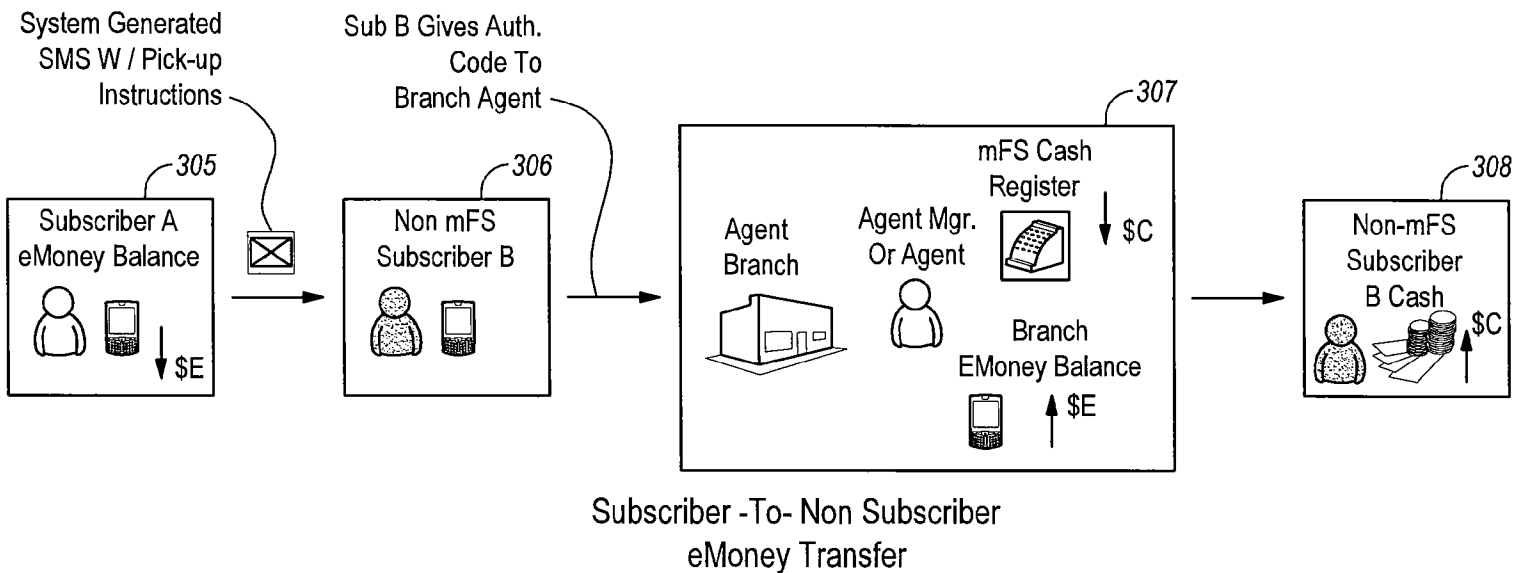 System Generated
SMS W / Pick-up
Instructions
Sub B Gives Auth.
Code To
Branch Agent
305
Subscriber A
eMoney Balance
$E
306
Non mFS
Subscriber B
307
Agent
Branch
Agent Mgr.
Or Agent
mFS Cash
Register
$C
Branch
EMoney Balance
$E
308
Non-mFS
Subscriber
B Cash
$C
Subscriber -To- Non Subscriber
eMoney Transfer